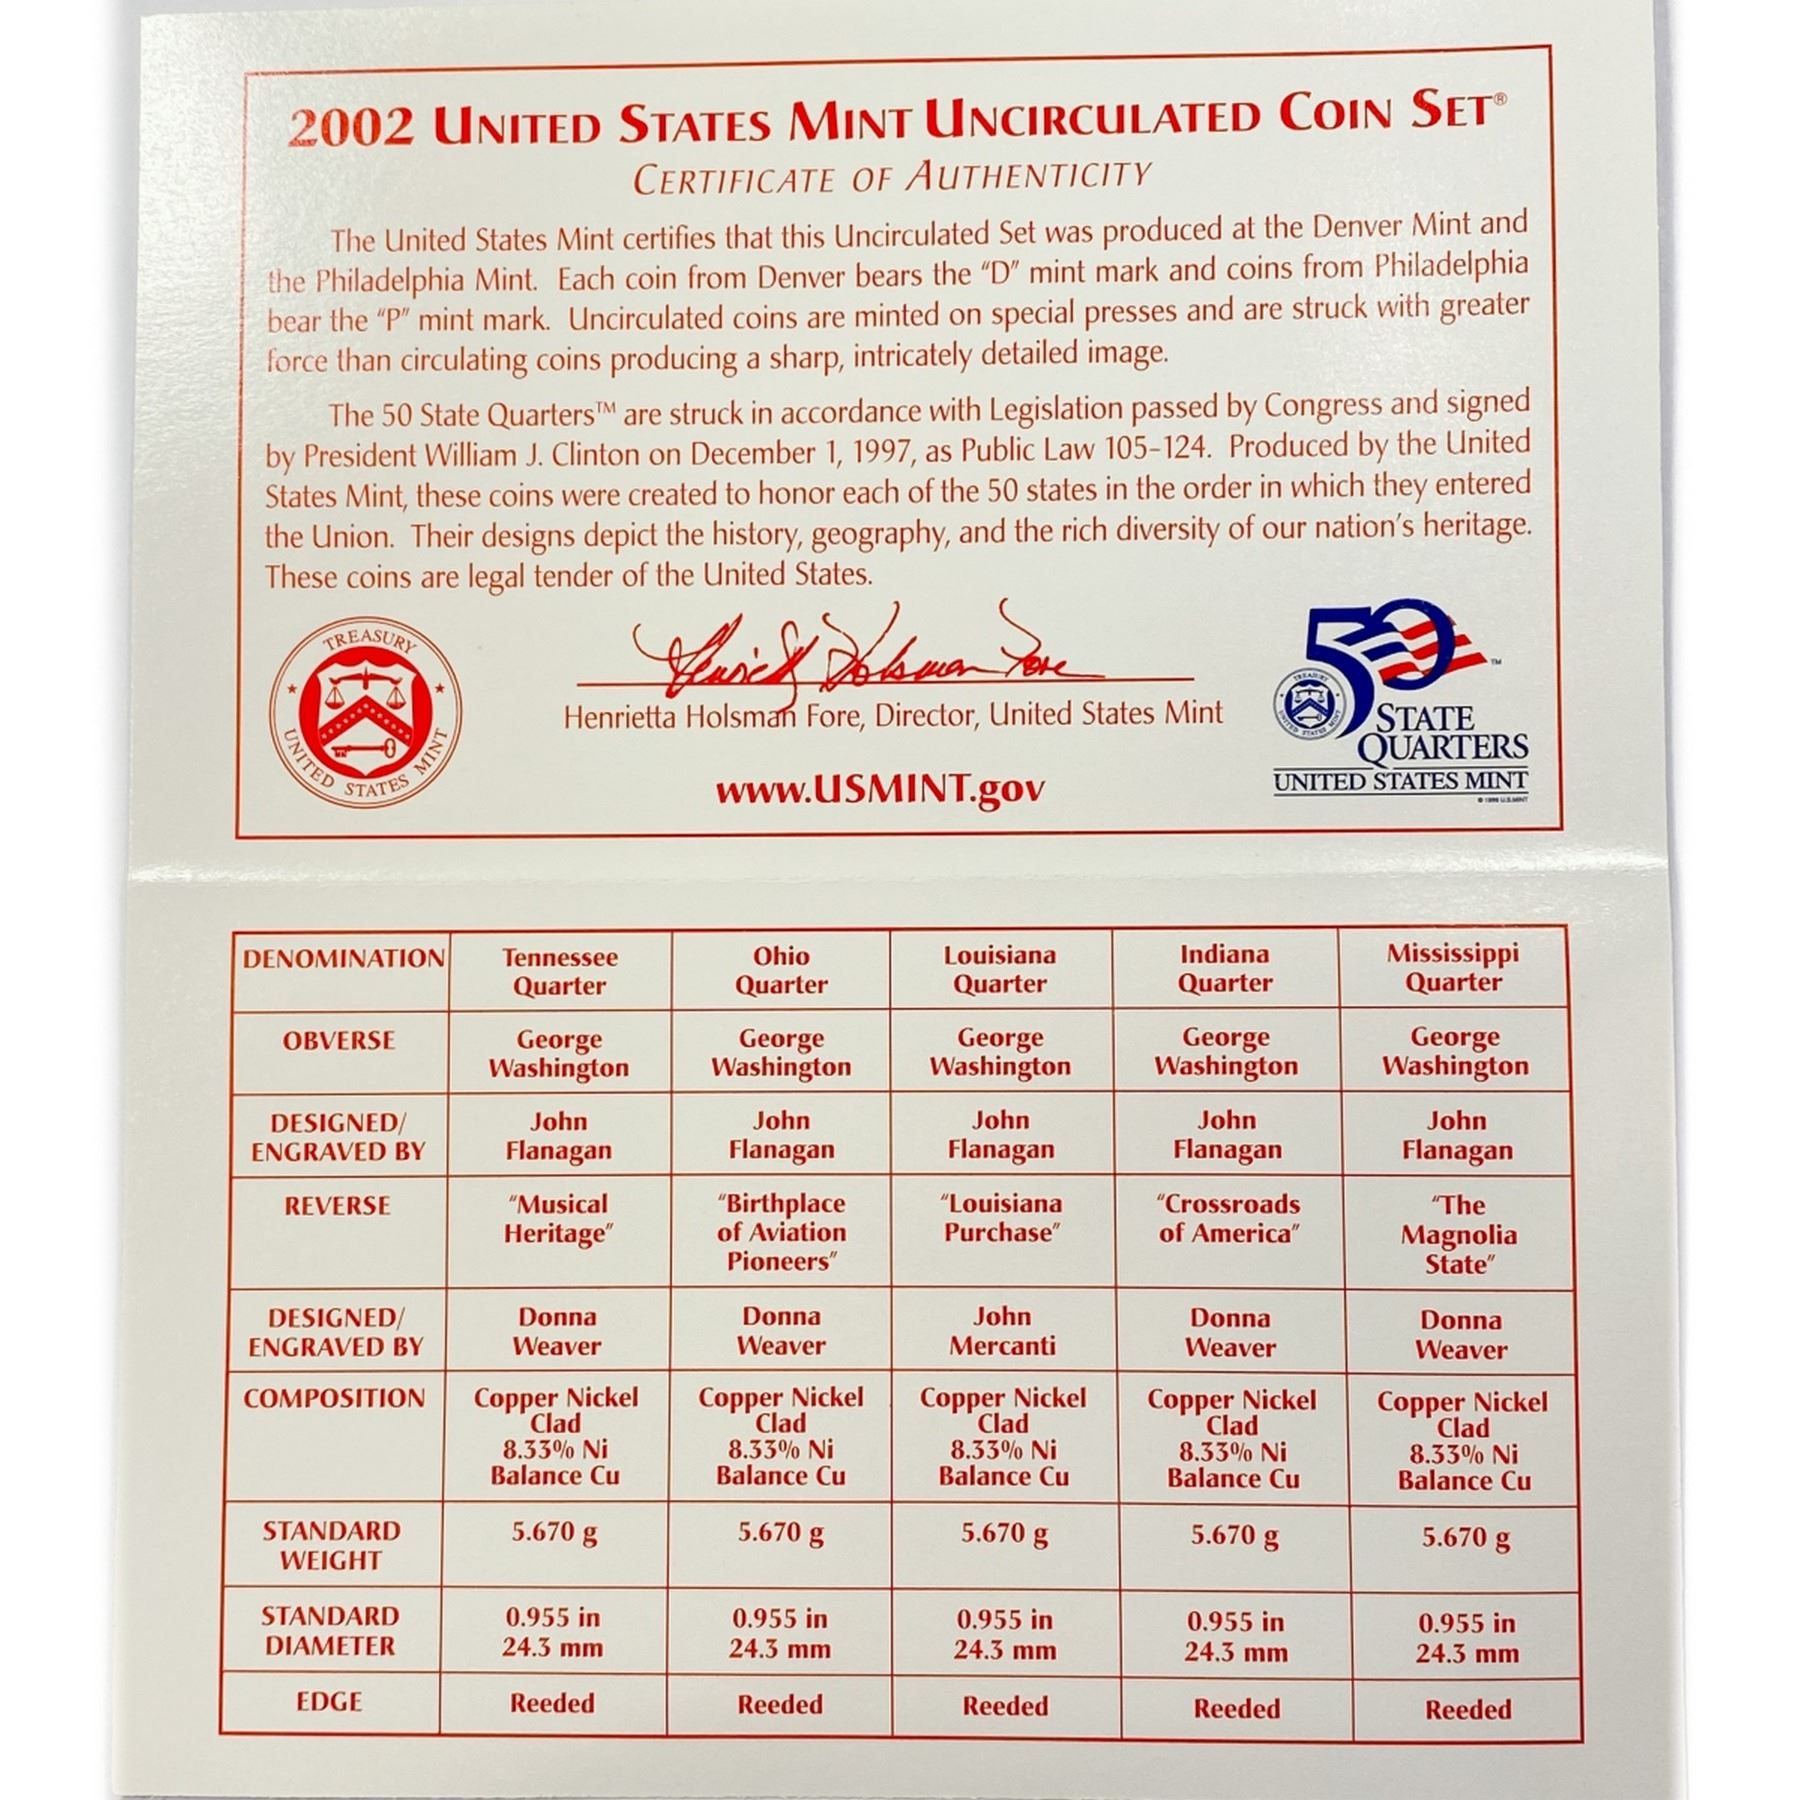 2002 UNITED STATES MINT UNCIRCULATED COIN SET®
CERTIFICATE OF AUTHENTICITY
The United States Mint certifies that this Uncirculated Set was produced at the Denver Mint and
the Philadelphia Mint. Each coin from Denver bears the “D” mint mark and coins from Philadelphia
bear the “P” mint mark. Uncirculated coins are minted on special presses and are struck with greater
force than circulating coins producing a sharp, intricately detailed image.
The 50 State Quarters™ are struck in accordance with Legislation passed by Congress and signed
by President William J. Clinton on December 1, 1997, as Public Law 105-124. Produced by the United
States Mint, these coins were created to honor each of the 50 states in the order in which they entered
the Union. Their designs depict the history, geography, and the rich diversity of our nation's heritage.
These coins are legal tender of the United States.
TREASURY
UNITED STATES MINT
Henrietta Holsman Fore
Henrietta Holsman Fore, Director, United States Mint
www.USMINT.gov
50 ™
TREASURY
UNITED STATES MINT
STATE
QUARTERS
UNITED STATES MINT
DENOMINATION Tennessee Quarter Ohio Quarter Louisiana Quarter Indiana Quarter Mississippi Quarter
OBVERSE George Washington George Washington George Washington George Washington George Washington
DESIGNED/ ENGRAVED BY John Flanagan John Flanagan John Flanagan John Flanagan John Flanagan
REVERSE “Musical Heritage” “Birthplace of Aviation Pioneers” “Louisiana Purchase” “Crossroads of America” “The Magnolia State”
DESIGNED/ ENGRAVED BY Donna Weaver Donna Weaver John Mercanti Donna Weaver Donna Weaver
COMPOSITION Copper Nickel Clad 8.33% Ni Balance Cu Copper Nickel Clad 8.33% Ni Balance Cu Copper Nickel Clad 8.33% Ni Balance Cu Copper Nickel Clad 8.33% Ni Balance Cu Copper Nickel Clad 8.33% Ni Balance Cu
STANDARD WEIGHT 5.670 g 5.670 g 5.670 g 5.670 g 5.670 g
STANDARD DIAMETER 0.955 in 24.3 mm 0.955 in 24.3 mm 0.955 in 24.3 mm 0.955 in 24.3 mm 0.955 in 24.3 mm
EDGE Reeded Reeded Reeded Reeded Reeded